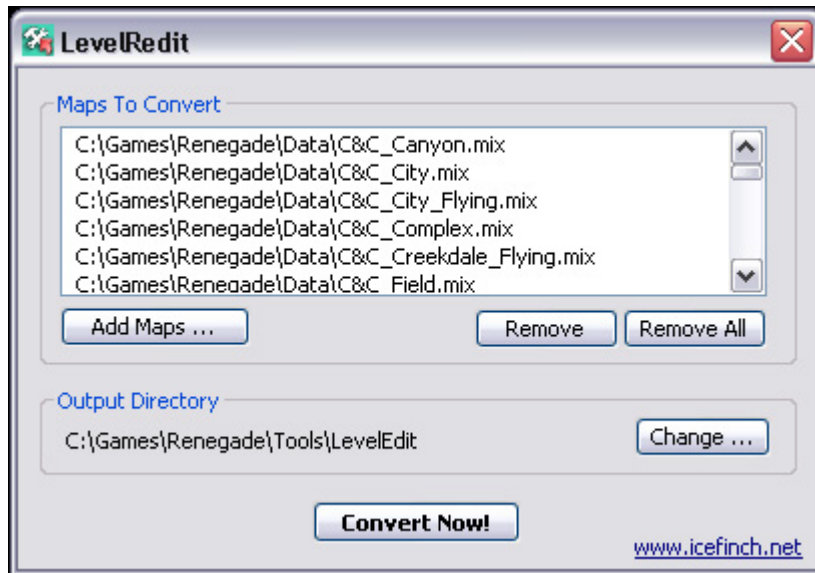 LevelRedit
Maps To Convert
C:\Games\Renegade\Data\C&C_Canyon.mix
C:\Games\Renegade\Data\C&C_City.mix
C:\Games\Renegade\Data\C&C_City_Flying.mix
C:\Games\Renegade\Data\C&C_Complex.mix
C:\Games\Renegade\Data\C&C_Creekdale_Flying.mix
C:\Games\Renegade\Data\C&C_Field.mix
Add Maps ... Remove Remove All
Output Directory
C:\Games\Renegade\Tools\LevelEdit Change ...
Convert Now!
www.icefinch.net